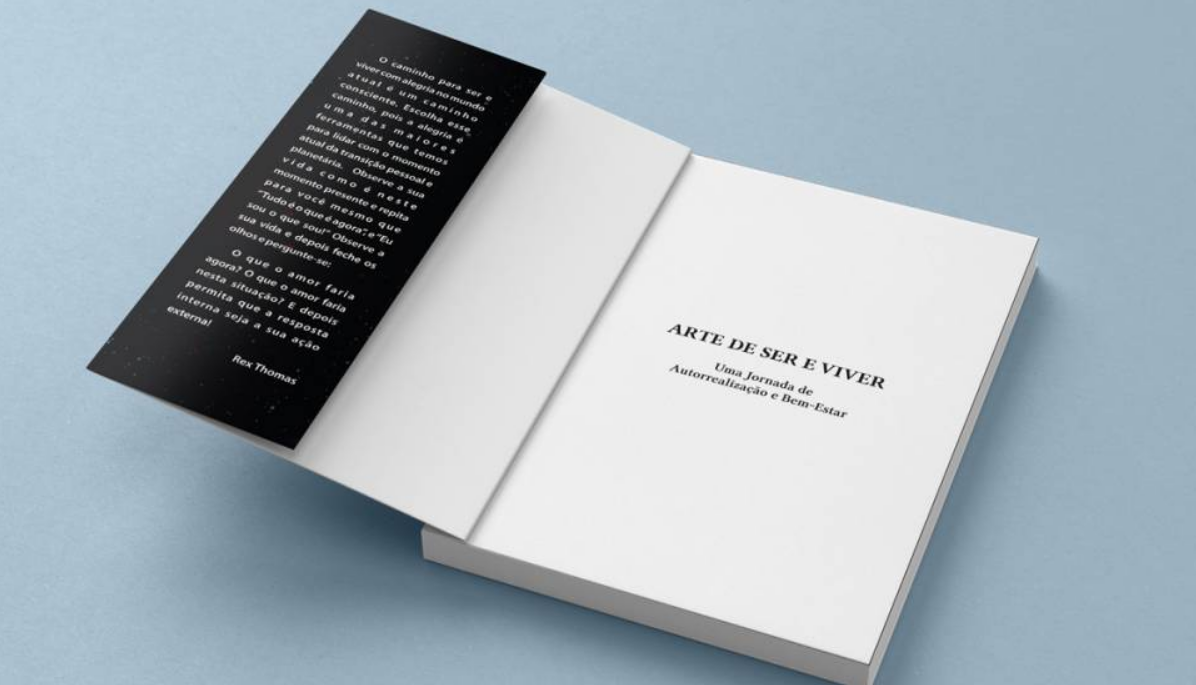 O caminho para ser e
viver com alegria no mundo
atual é um caminho
consciente. Escolha esse
caminho, pois a alegria é
uma das maiores
ferramentas que temos
para lidar com o momento
atual da transição pessoal e
planetária. Observe a sua
vida como é neste
momento presente e repita
para você mesmo que
"Tudo é o que é agora", e "Eu
sou o que sou!" Observe a
sua vida e depois feche os
olhos e pergunte-se:
O que o amor faria
agora? O que o amor faria
nesta situação? E depois
permita que a resposta
interna seja a sua ação
externa!
Rex Thomas
ARTE DE SER E VIVER
Uma Jornada de
Autorrealização e Bem-Estar